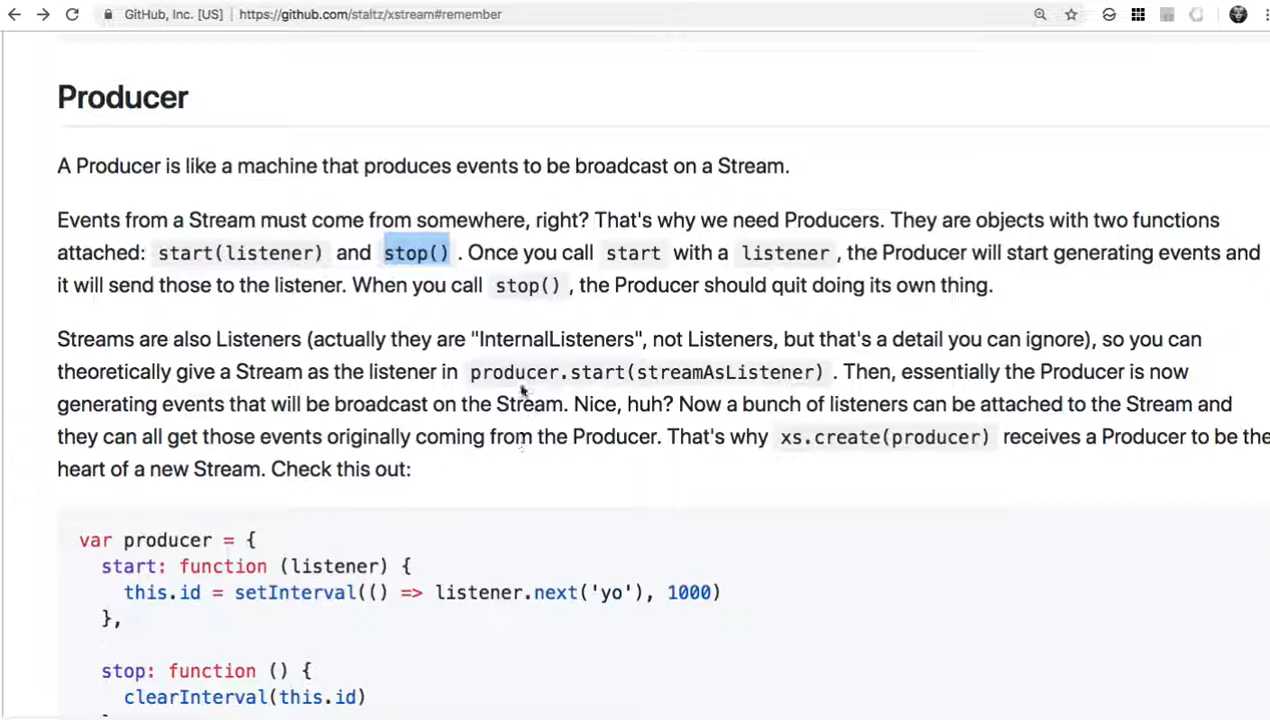 GitHub, Inc. [US] | https://github.com/staltz/xstream#remember
Producer
A Producer is like a machine that produces events to be broadcast on a Stream.
Events from a Stream must come from somewhere, right? That's why we need Producers. They are objects with two functions
attached: start(listener) and stop() . Once you call start with a listener , the Producer will start generating events and
it will send those to the listener. When you call stop() , the Producer should quit doing its own thing.
Streams are also Listeners (actually they are "InternalListeners", not Listeners, but that's a detail you can ignore), so you can
theoretically give a Stream as the listener in producer.start(streamAsListener) . Then, essentially the Producer is now
generating events that will be broadcast on the Stream. Nice, huh? Now a bunch of listeners can be attached to the Stream and
they can all get those events originally coming from the Producer. That's why xs.create(producer) receives a Producer to be the
heart of a new Stream. Check this out:
var producer = {
start: function (listener) {
this.id = setInterval(() => listener.next('yo'), 1000)
},
stop: function () {
clearInterval(this.id)